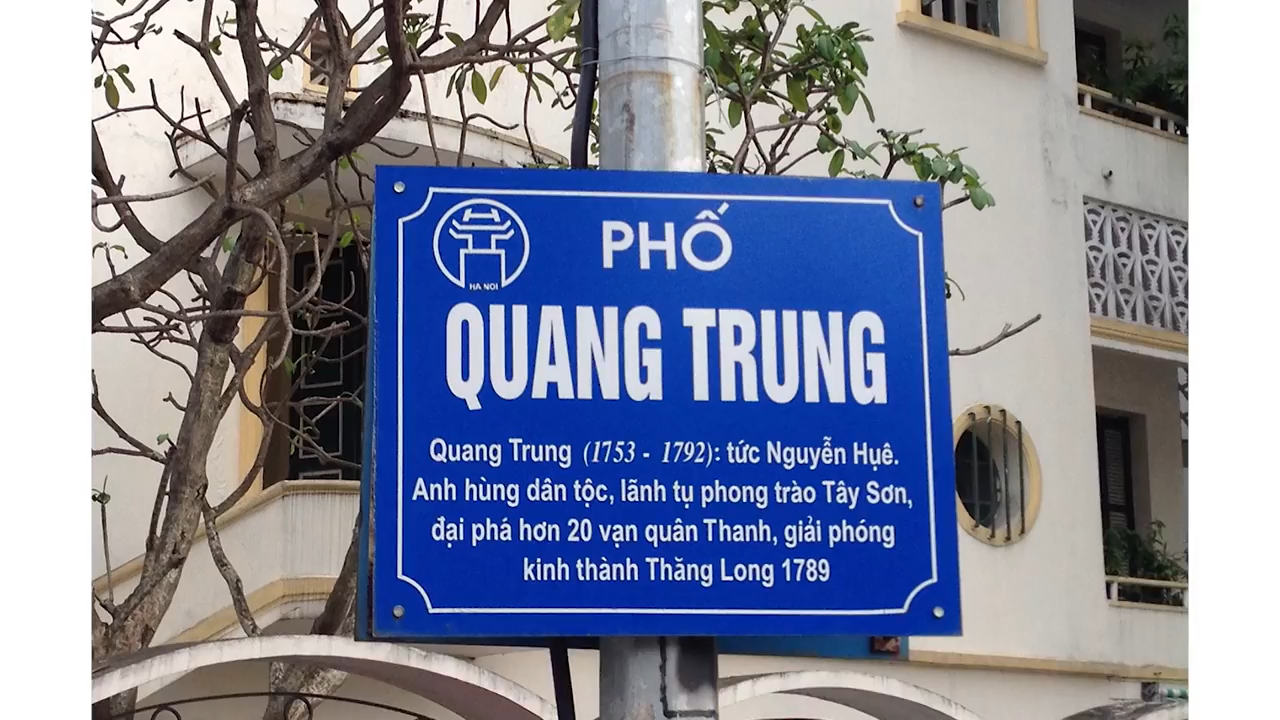 HA NOI
PHỐ
QUANG TRUNG
Quang Trung (1753 - 1792): tức Nguyễn Huệ.
Anh hùng dân tộc, lãnh tụ phong trào Tây Sơn,
đại phá hơn 20 vạn quân Thanh, giải phóng
kinh thành Thăng Long 1789